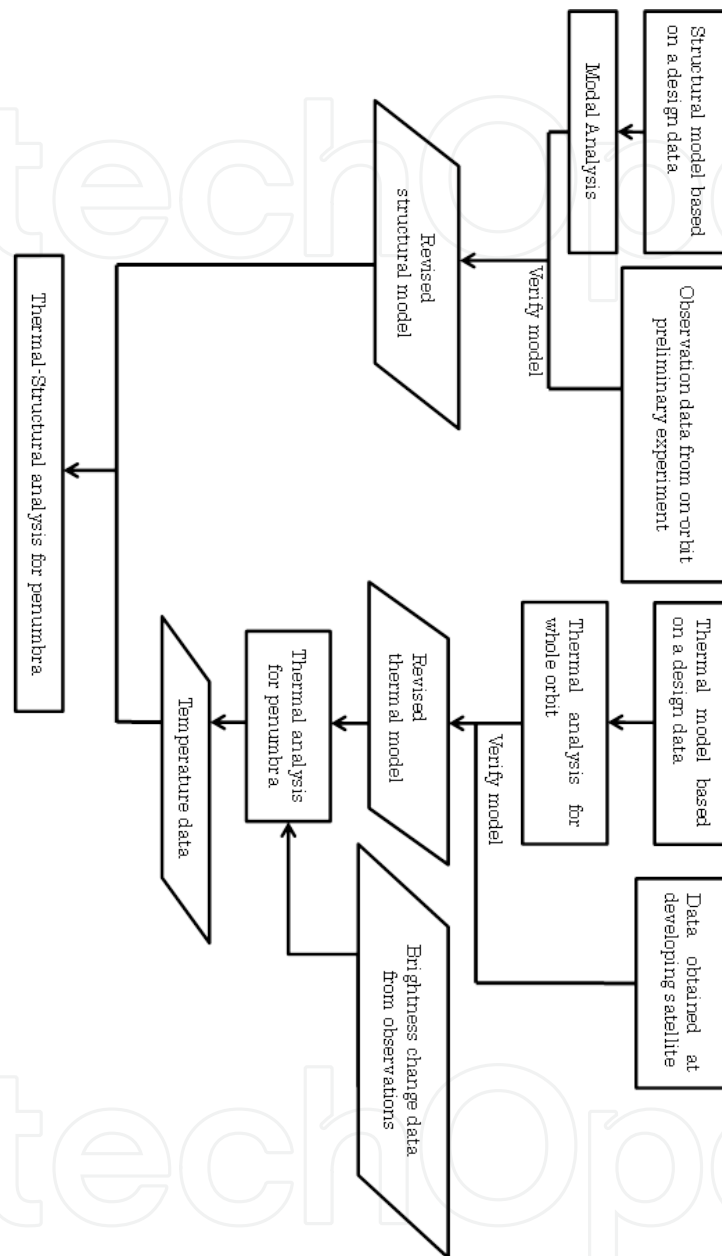 Structural model based
on a design data
Observation data from on-orbit
preliminary experiment
Thermal model based
on a design data
Data obtained at
developing satellite
Modal Analysis
Verify model
Thermal analysis for
whole orbit
Verify model
Revised
structural model
Revised
thermal model
Brightness change data
from observations
Thermal analysis
for penumbra
Temperature data
Thermal-Structural analysis for penumbra
techOpe
techOpe